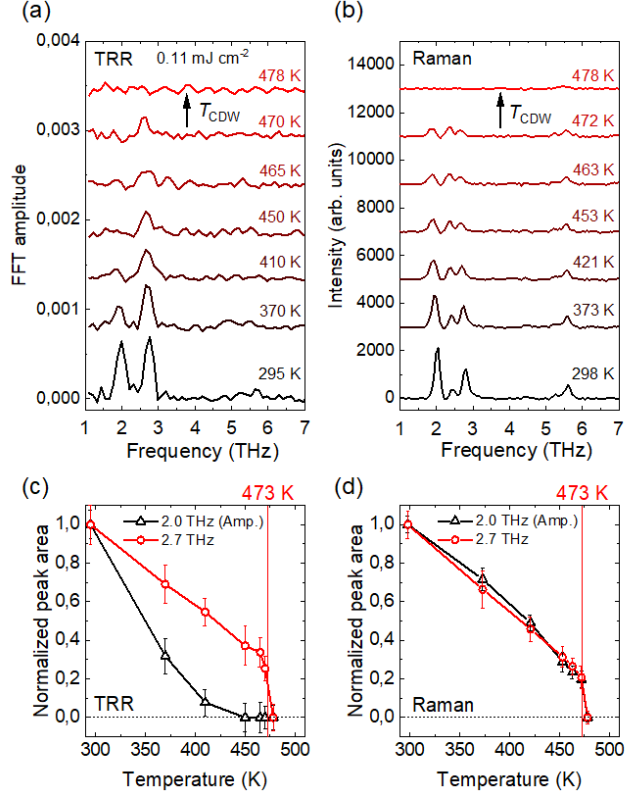 (a)
0,004
TRR 0.11 mJ cm-2
478 K
TCDW
470 K
0,003
465 K
450 K
0,002
410 K
370 K
0,001
295 K
0,000
FFT amplitude
1 2 3 4 5 6 7
Frequency (THz)
(b)
Raman
14000
478 K
12000
TCDW
472 K
10000
463 K
8000
453 K
6000
421 K
4000
373 K
2000
298 K
0
Intensity (arb. units)
1 2 3 4 5 6 7
Frequency (THz)
(c)
473 K
1,0
2.0 THz (Amp.)
2.7 THz
0,8
0,6
0,4
0,2
0,0
TRR
Normalized peak area
300 350 400 450 500
Temperature (K)
(d)
473 K
1,0
2.0 THz (Amp.)
2.7 THz
0,8
0,6
0,4
0,2
0,0
Raman
Normalized peak area
300 350 400 450 500
Temperature (K)